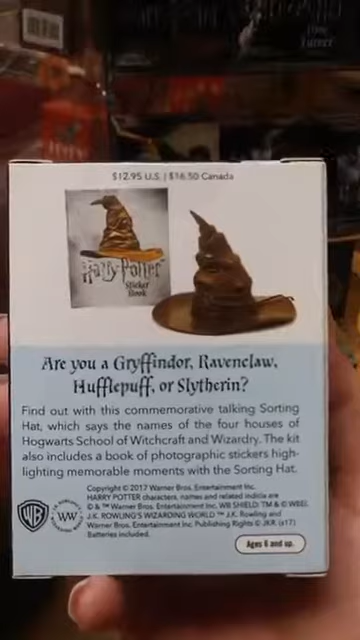 $12.95 U.S. | $16.50 Canada
Harry Potter
Sticker
Book
Are you a Gryffindor, Ravenclaw,
Hufflepuff, or Slytherin?
Find out with this commemorative talking Sorting
Hat, which says the names of the four houses of
Hogwarts School of Witchcraft and Wizardry. The kit
also includes a book of photographic stickers high-
lighting memorable moments with the Sorting Hat.
Copyright © 2017 Warner Bros. Entertainment Inc.
HARRY POTTER characters, names and related indicia are
© & ™ Warner Bros. Entertainment Inc. WB SHIELD: TM & © WBEI.
J.K. ROWLING'S WIZARDING WORLD ™ J.K. Rowling and
Warner Bros. Entertainment Inc. Publishing Rights © JKR (s17)
Batteries included.
WB
WW
Ages 8 and up.